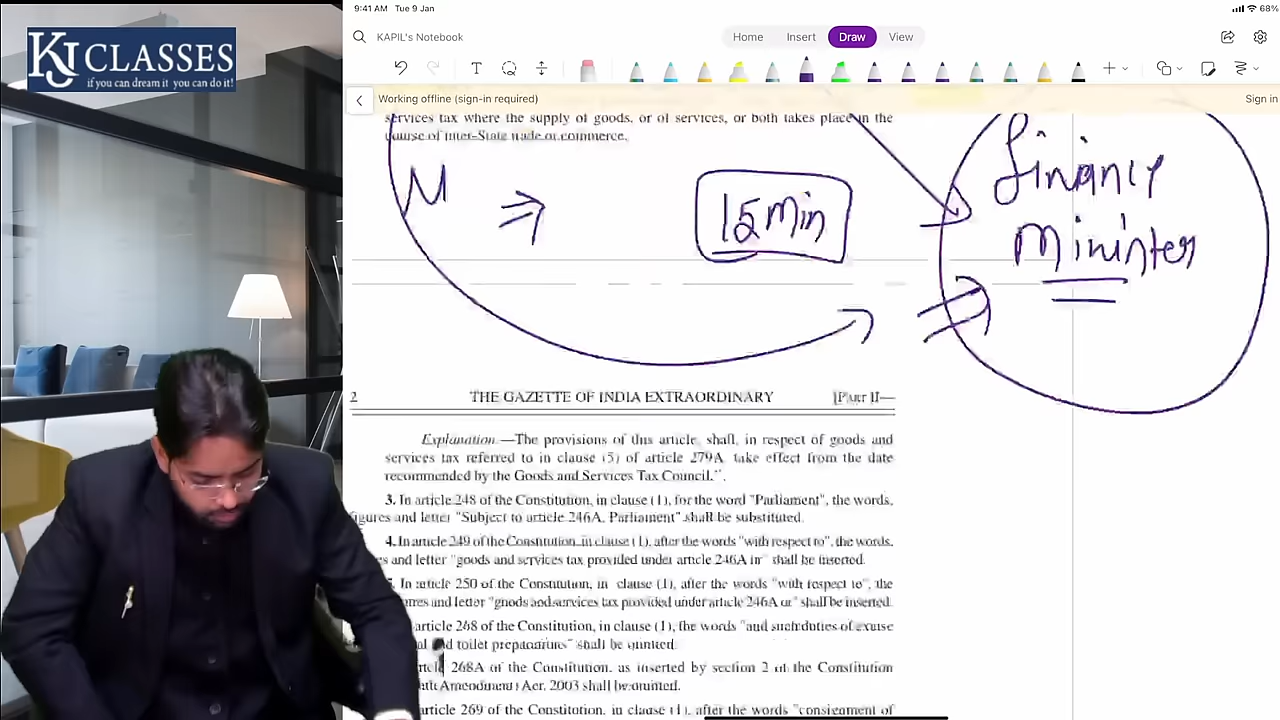 9:41 AM Tue 9 Jan
68%
KJ CLASSES
if you can dream it you can do it!
KAPIL's Notebook
Home Insert Draw View
Working offline (sign-in required)
Sign in
services tax where the supply of goods, or of services, or both takes place in the
course of inter-State trade or commerce.
M
15 min
finance
mininter
2 THE GAZETTE OF INDIA EXTRAORDINARY [PART II—
Explanation.—The provisions of this article, shall, in respect of goods and
services tax referred to in clause (5) of article 279A, take effect from the date
recommended by the Goods and Services Tax Council.".
3. In article 248 of the Constitution, in clause (1), for the word "Parliament", the words,
figures and letter "Subject to article 246A, Parliament" shall be substituted.
4. In article 249 of the Constitution, in clause (1), after the words "with respect to", the words,
and letter "goods and services tax provided under article 246A or" shall be inserted.
In article 250 of the Constitution, in clause (1), after the words "with respect to", the
and letter "goods and services tax provided under article 246A or" shall be inserted.
article 268 of the Constitution, in clause (1), the words "and such duties of excise
and toilet preparations" shall be omitted.
268A of the Constitution, as inserted by section 2 of the Constitution
Amendment) Act, 2003 shall be omitted.
article 269 of the Constitution, in clause (1), after the words "consignment of